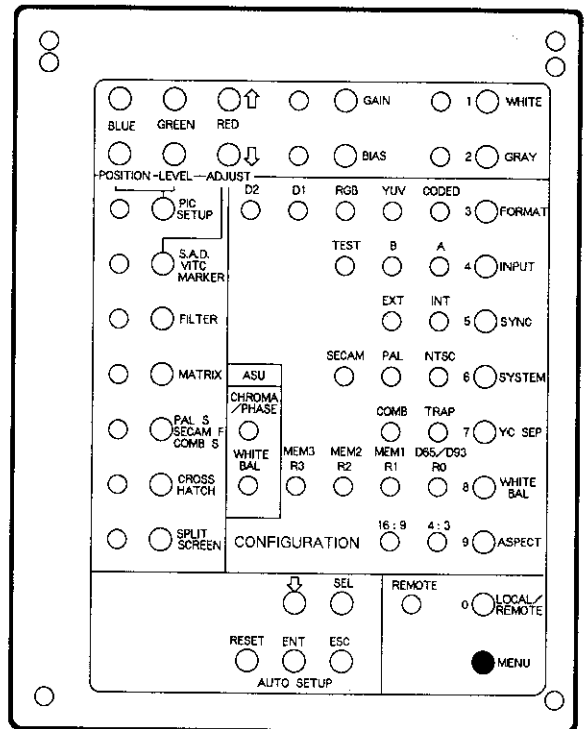 GAIN 1 WHITE
BLUE GREEN RED
BIAS 2 GRAY
POSITION LEVEL ADJUST
D2 D1 RGB YUV CODED
PIC
SETUP
3 FORMAT
TEST B A
S.A.D.
VITC
MARKER
4 INPUT
EXT INT
FILTER
5 SYNC
SECAM PAL NTSC
MATRIX ASU
6 SYSTEM
CHROMA
/PHASE
COMB TRAP
PAL S
SECAM F
COMB S
7 YC SEP
WHITE
BAL
MEM3 MEM2 MEM1 D65/D93
R3 R2 R1 R0
CROSS
HATCH
8 WHITE
BAL
16:9 4:3
SPLIT
SCREEN
CONFIGURATION
9 ASPECT
SEL REMOTE
0 LOCAL/
REMOTE
RESET ENT ESC
MENU
AUTO SETUP